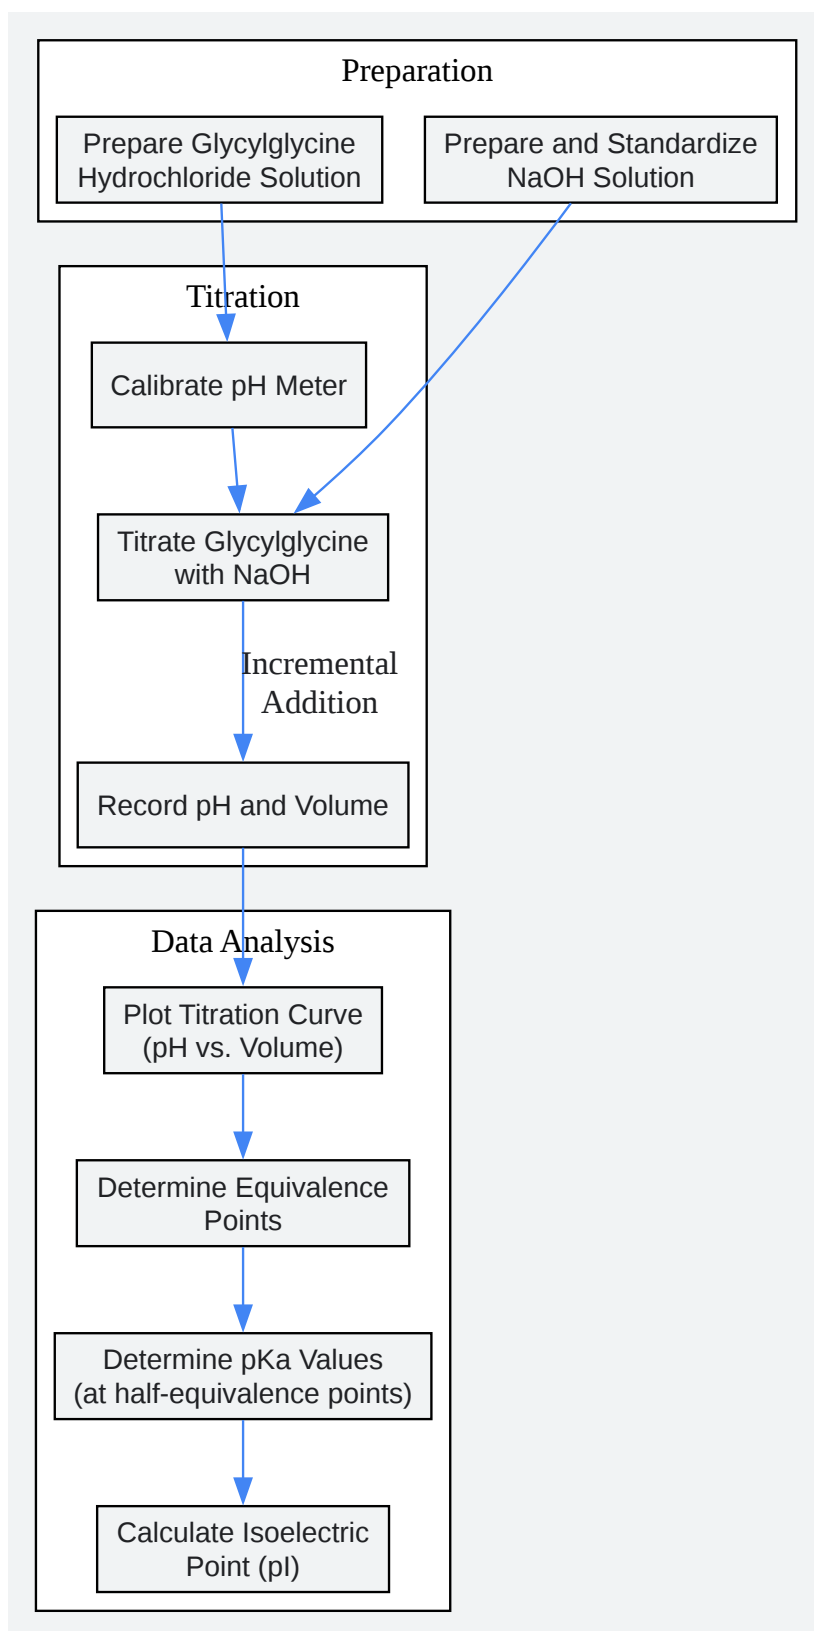 Preparation
Prepare Glycylglycine
Hydrochloride Solution
Prepare and Standardize
NaOH Solution
Titration
Calibrate pH Meter
Titrate Glycylglycine
with NaOH
Incremental
Addition
Record pH and Volume
Data Analysis
Plot Titration Curve
(pH vs. Volume)
Determine Equivalence
Points
Determine pKa Values
(at half-equivalence points)
Calculate Isoelectric
Point (pI)